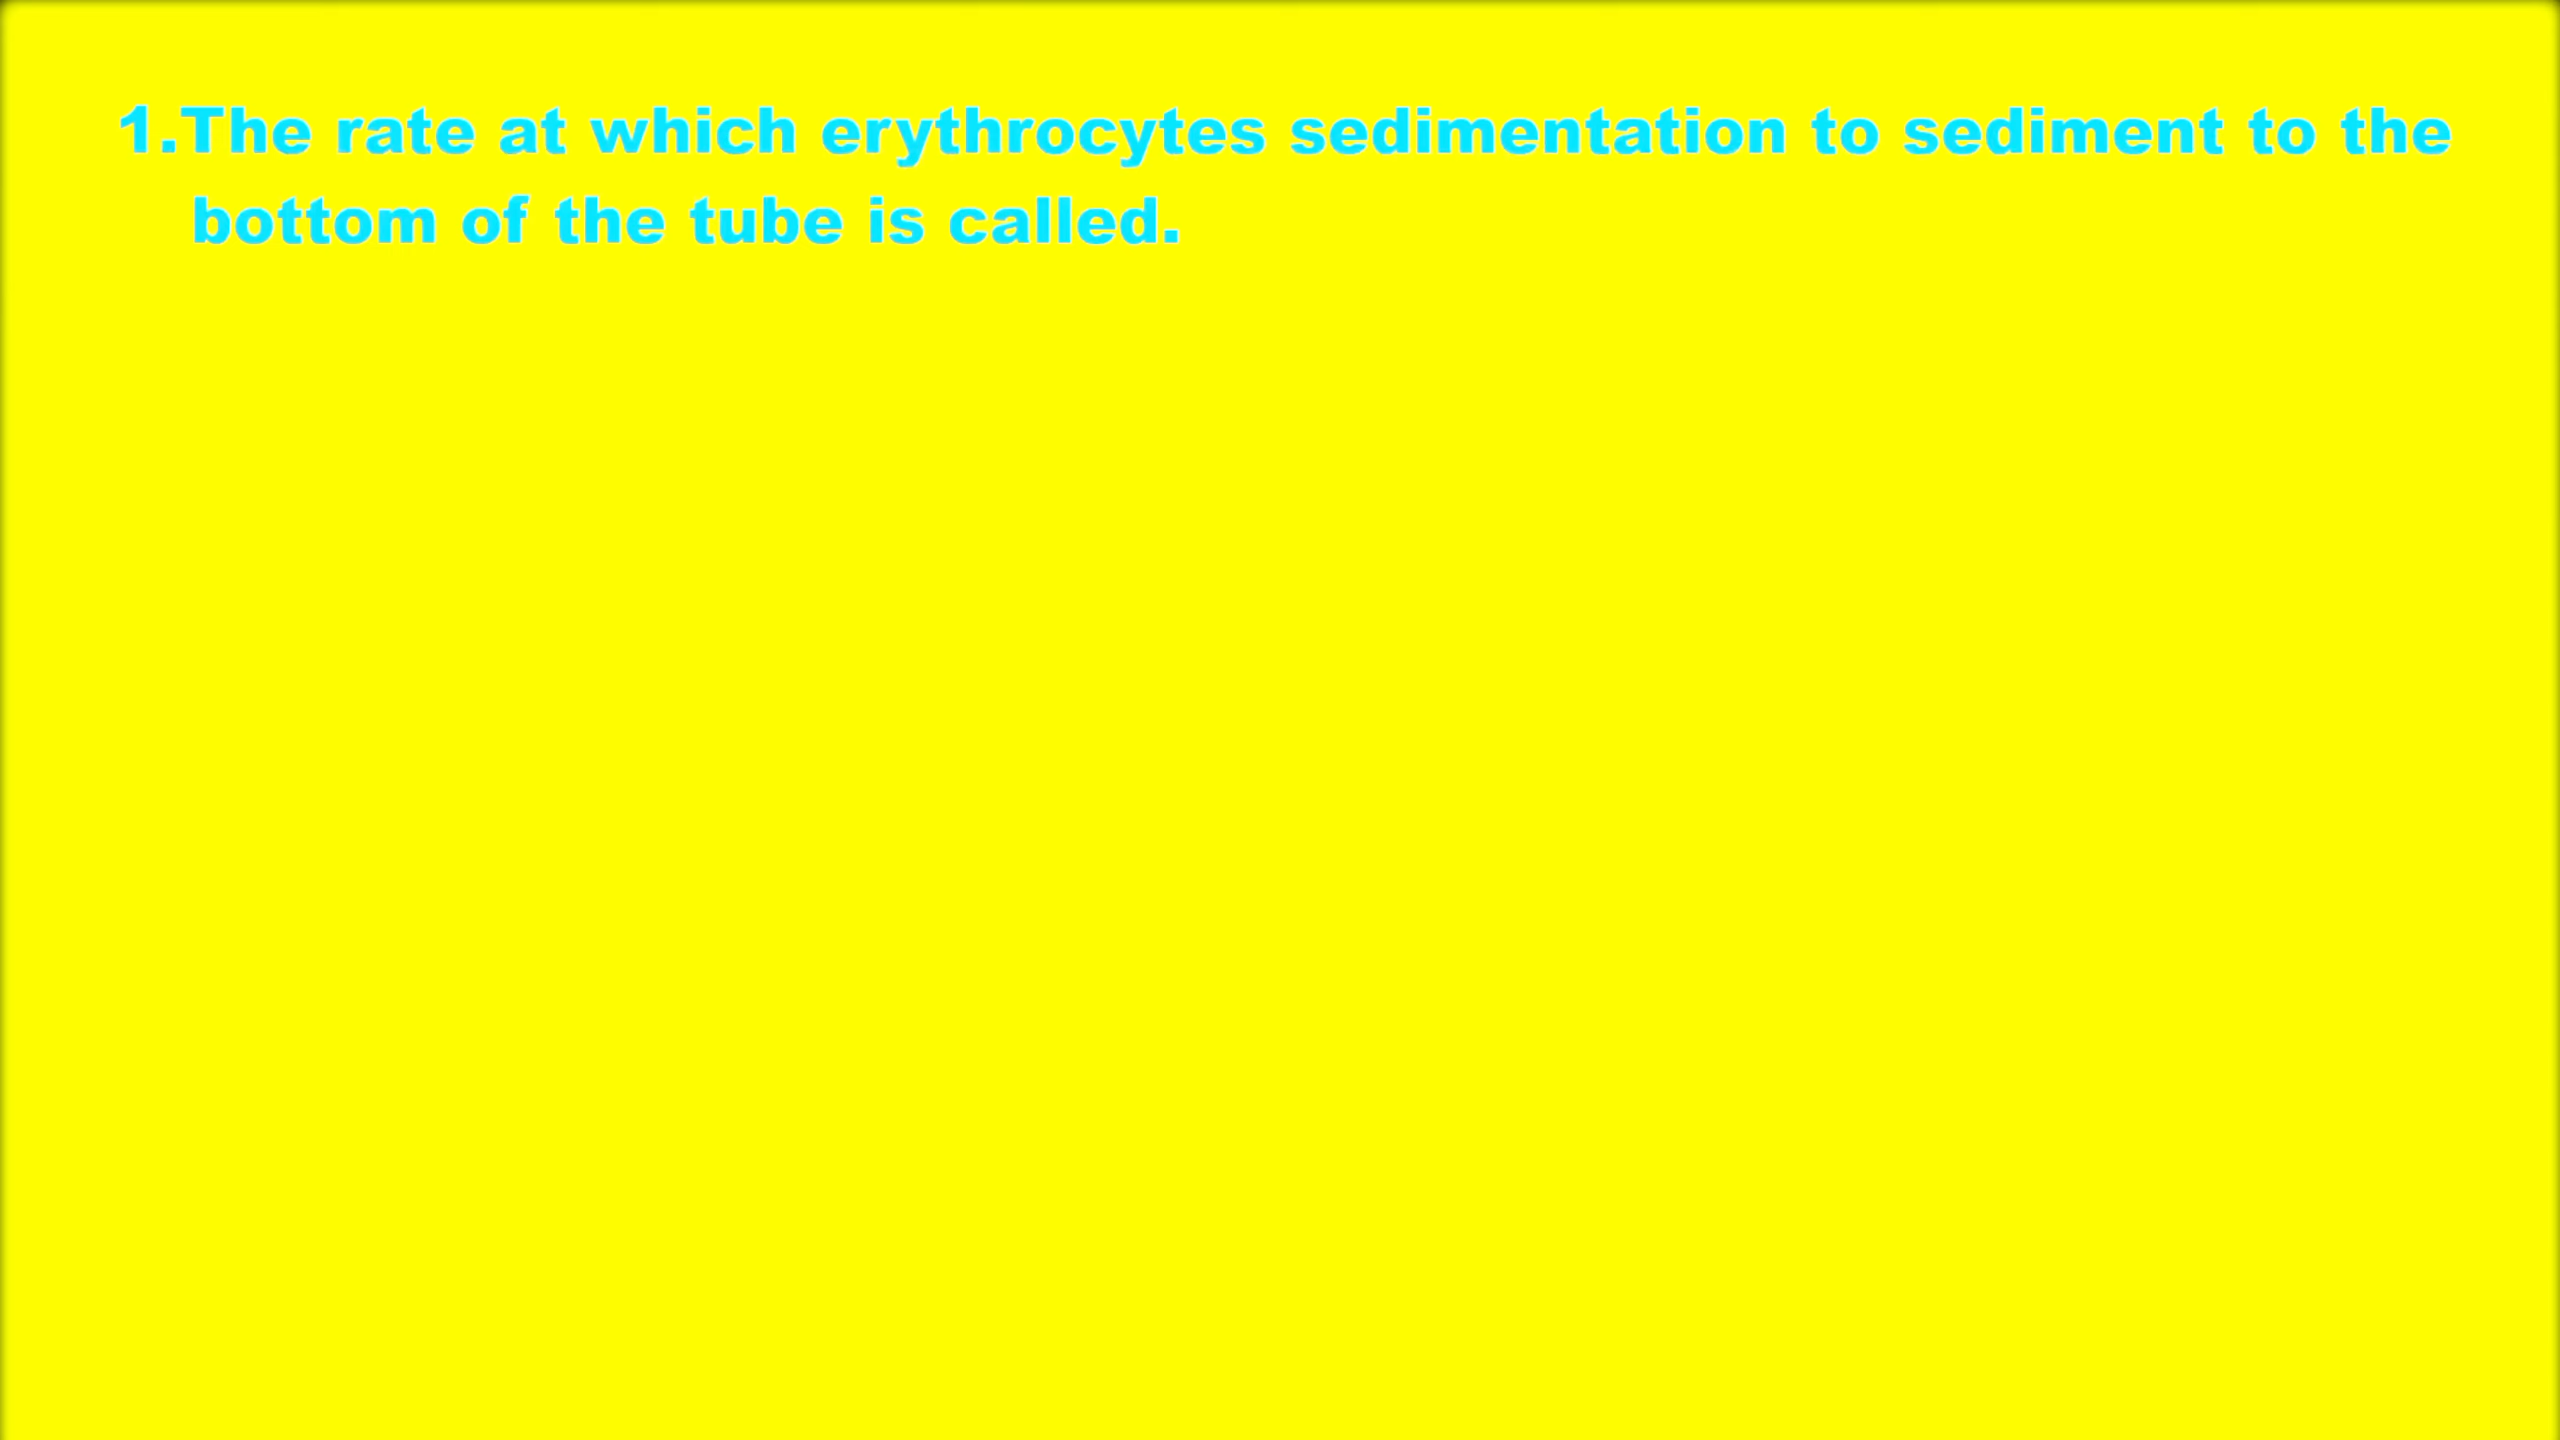 1.The rate at which erythrocytes sedimentation to sediment to the
bottom of the tube is called.